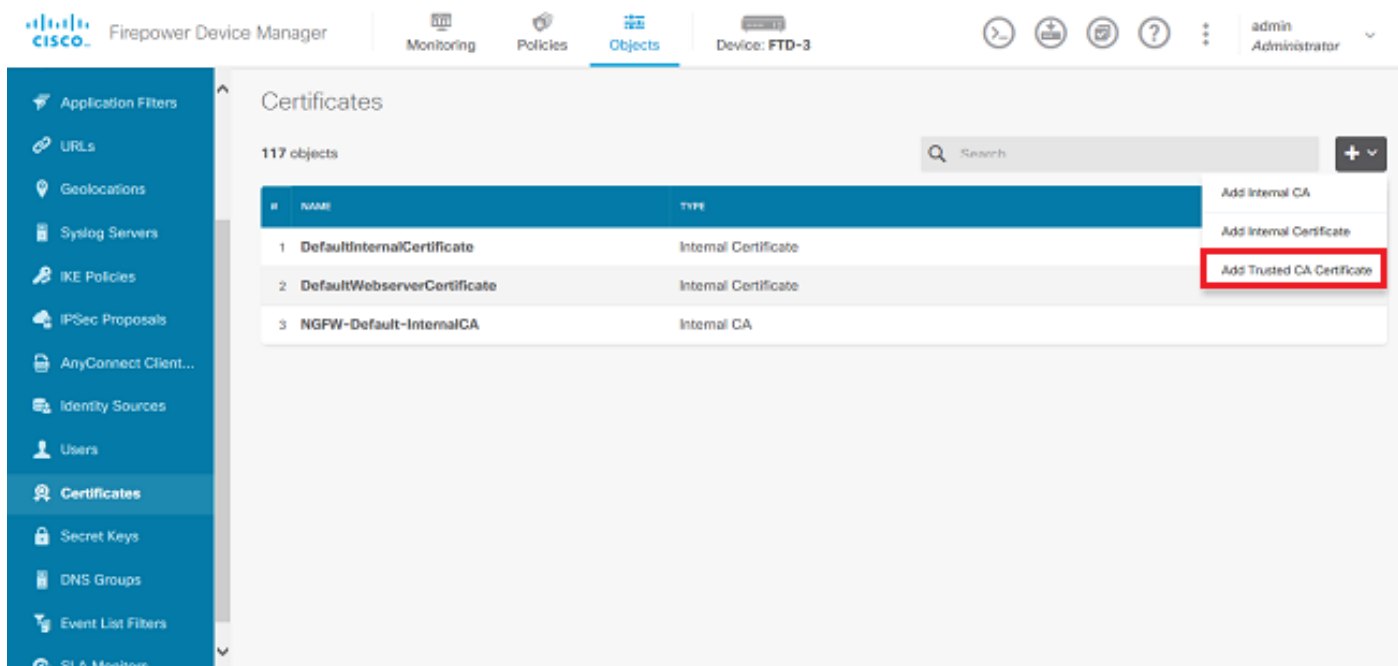 CISCO.
Firepower Device Manager
Monitoring
Policies
Objects
Device: FTD-3
admin
Administrator
Application Filters
URLs
Geolocations
Syslog Servers
IKE Policies
IPSec Proposals
AnyConnect Client...
Identity Sources
Users
Certificates
Secret Keys
DNS Groups
Event List Filters
SLA Monitors
Certificates
117 objects
Search
Add Internal CA
Add Internal Certificate
Add Trusted CA Certificate
# NAME TYPE
1 DefaultInternalCertificate Internal Certificate
2 DefaultWebserverCertificate Internal Certificate
3 NGFW-Default-InternalCA Internal CA